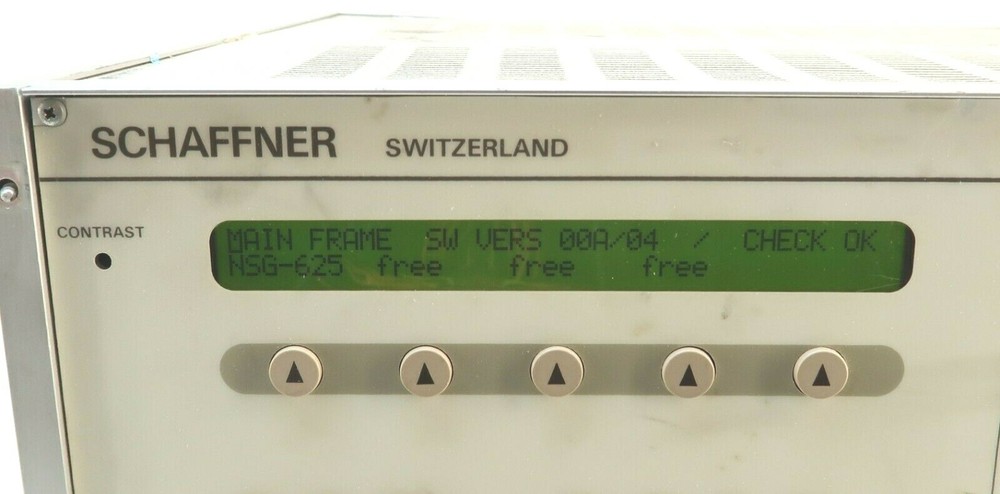 SCHAFFNER SWITZERLAND
CONTRAST
MAIN FRAME SW VERS 00A/04 / CHECK OK
NSG-625 free free free